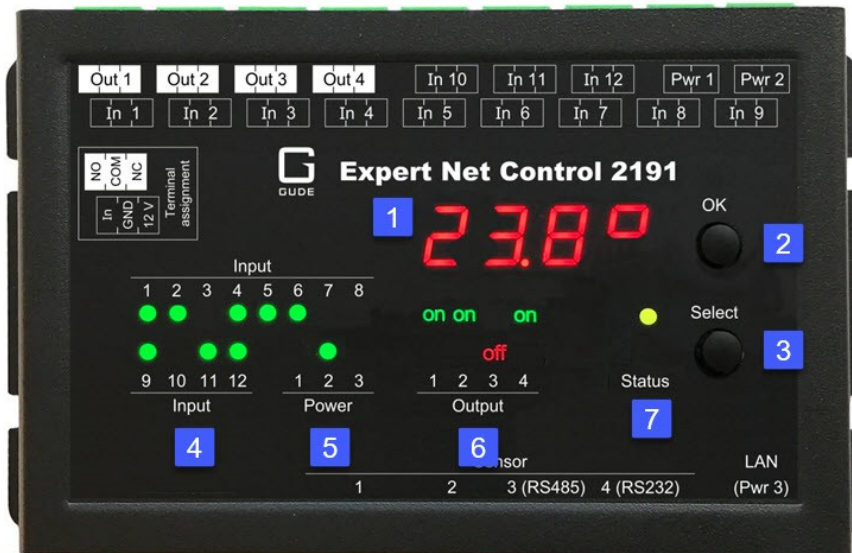 Out 1 Out 2 Out 3 Out 4 In 10 In 11 In 12 Pwr 1 Pwr 2
In 1 In 2 In 3 In 4 In 5 In 6 In 7 In 8 In 9
NO COM NC
In GND 12 V
Terminal assignment
G
GUDE
Expert Net Control 2191
1
23.8°
OK
2
Input
1 2 3 4 5 6 7 8
on on on
Select
off
3
9 10 11 12 1 2 3 1 2 3 4
Input Power Output Status
4 5 6 7
LAN
1 2 3 (RS485) 4 (RS232) (Pwr 3)